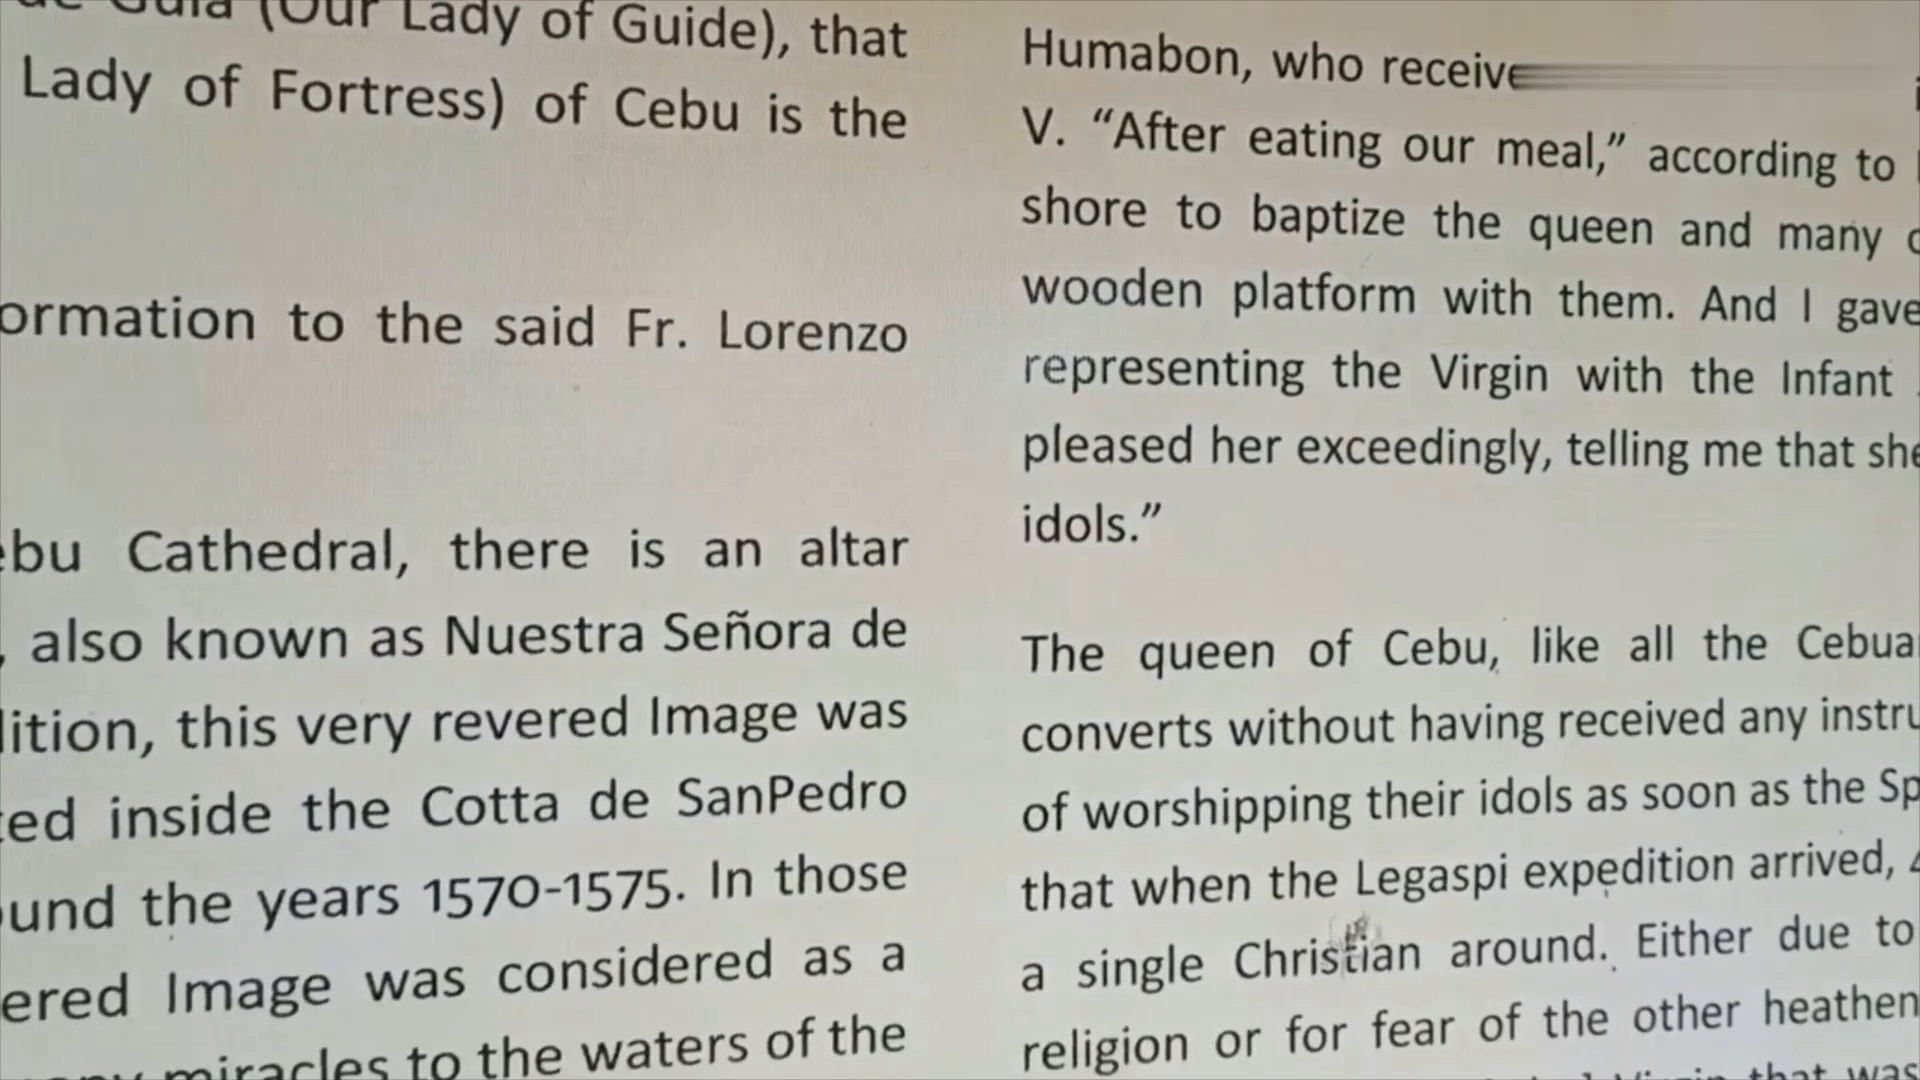 (Our Lady of Guide), that
Lady of Fortress) of Cebu is the
ormation to the said Fr. Lorenzo
ebu Cathedral, there is an altar
, also known as Nuestra Señora de
lition, this very revered Image was
ted inside the Cotta de SanPedro
ound the years 1570-1575. In those
ered Image was considered as a
miracles to the waters of the
Humabon, who receive
V. “After eating our meal,” according to
shore to baptize the queen and many
wooden platform with them. And I gave
representing the Virgin with the Infant
pleased her exceedingly, telling me that she
idols.”
The queen of Cebu, like all the Cebua
converts without having received any instru
of worshipping their idols as soon as the Sp
that when the Legaspi expedition arrived,
a single Christian around. Either due to
religion or for fear of the other heathen
that was